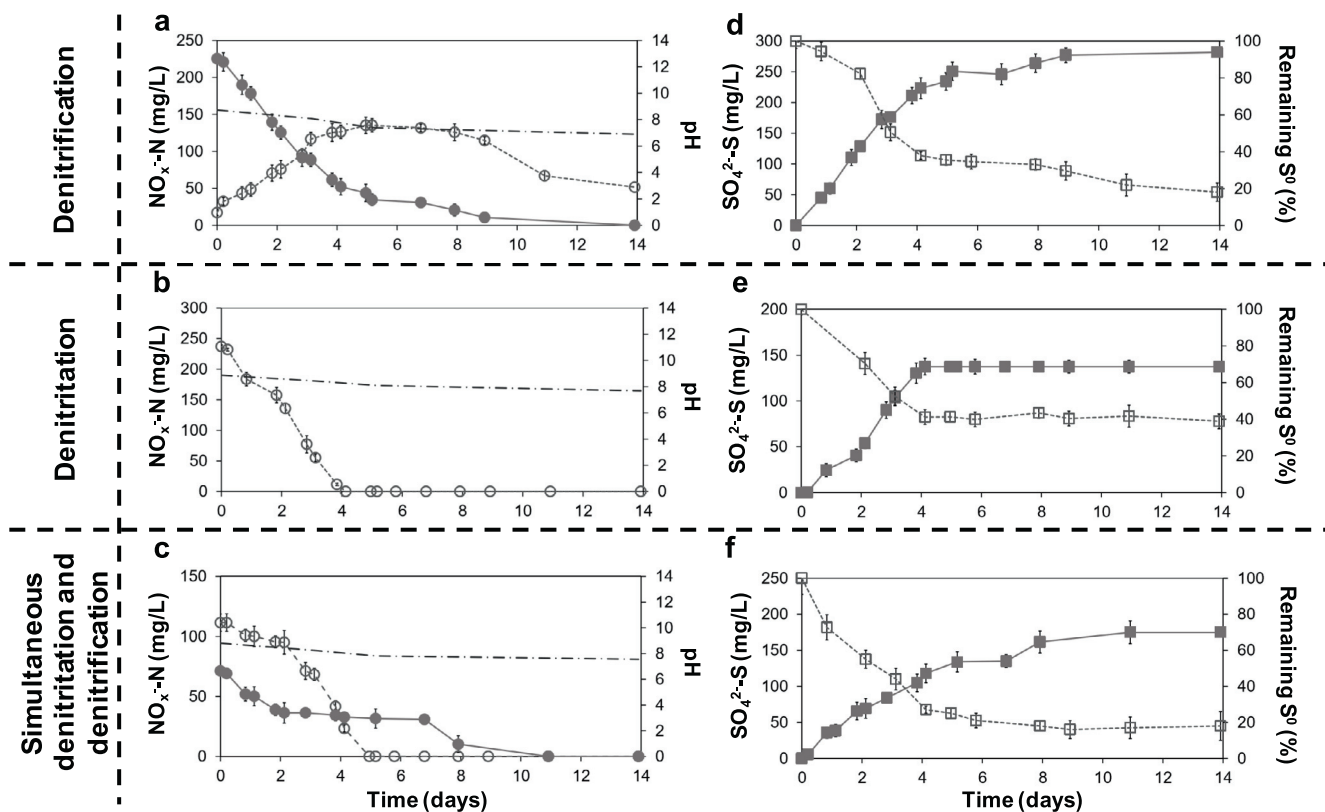 Denitrification
a
NOₓ⁻-N (mg/L)
250
200
150
100
50
0
0 2 4 6 8 10 12 14
14
12
10
8
6
4
2
0
pH
d
SO₄²⁻-S (mg/L)
300
250
200
150
100
50
0
0 2 4 6 8 10 12 14
100
80
60
40
20
0
Remaining S⁰ (%)
Denitritation
b
NOₓ⁻-N (mg/L)
300
250
200
150
100
50
0
0 2 4 6 8 10 12 14
14
12
10
8
6
4
2
0
pH
e
SO₄²⁻-S (mg/L)
200
150
100
50
0
0 2 4 6 8 10 12 14
100
80
60
40
20
0
Remaining S⁰ (%)
Simultaneous
denitritation and
denitrification
c
NOₓ⁻-N (mg/L)
150
100
50
0
0 2 4 6 8 10 12 14
14
12
10
8
6
4
2
0
pH
Time (days)
f
SO₄²⁻-S (mg/L)
250
200
150
100
50
0
0 2 4 6 8 10 12 14
100
80
60
40
20
0
Remaining S⁰ (%)
Time (days)